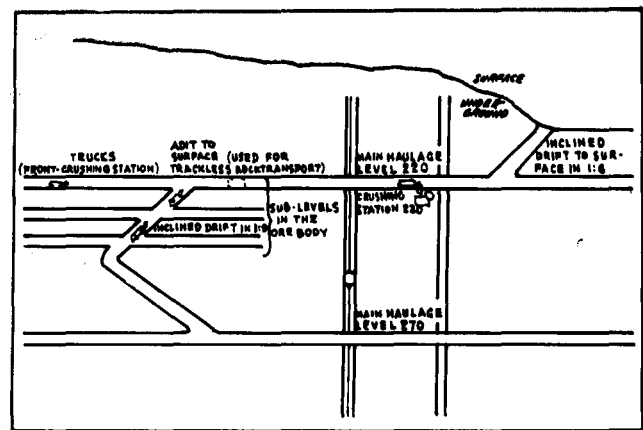 SURFACE
UNDER-
GROUND
TRUCKS
(FRONT-CRUSHING STATION)
ADIT TO
SURFACE (USED FOR
TRACKLESS ROCKTRANSPORT)
MAIN HAULAGE
LEVEL 220
INCLINED
DRIFT TO SUR-
FACE IN 1:6
CRUSHING
STATION 220
SUB-LEVELS
IN THE
ORE BODY
INCLINED DRIFT IN 1:9
MAIN HAULAGE
LEVEL 270